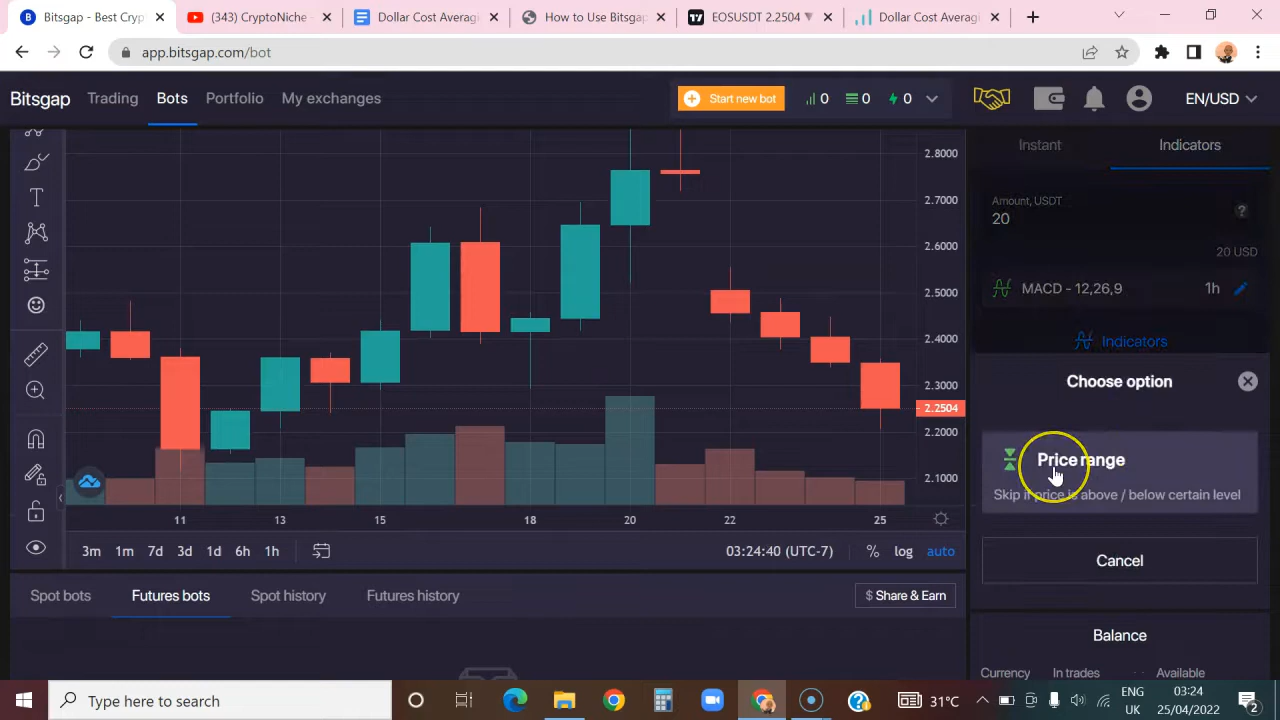 Bitsgap - Best Cryp
(343) CryptoNiche -
Dollar Cost Averagi
How to Use Bitsgap
EOSUSDT 2.2504 ▼
Dollar Cost Averagi
app.bitsgap.com/bot
Bitsgap
Trading
Bots
Portfolio
My exchanges
Start new bot
0
0
0
EN/USD
Instant
Indicators
Amount, USDT
20
?
20 USD
MACD - 12,26,9
1h
Indicators
Choose option
Price range
Skip if price is above / below certain level
Cancel
Balance
Currency
In trades
Available
2.8000
2.7000
2.6000
2.5000
2.4000
2.3000
2.2504
2.2000
2.1000
11
13
15
18
20
22
25
3m
1m
7d
3d
1d
6h
1h
03:24:40 (UTC-7)
%
log
auto
Spot bots
Futures bots
Spot history
Futures history
$ Share & Earn
Type here to search
31°C
ENG
UK
03:24
25/04/2022
2